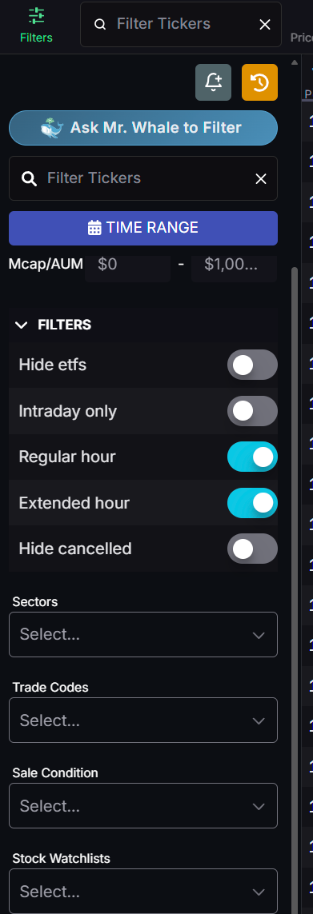 Filters
Filter Tickers
Price
Ask Mr. Whale to Filter
Filter Tickers
TIME RANGE
Mcap/AUM $0 - $1,00...
FILTERS
Hide etfs
Intraday only
Regular hour
Extended hour
Hide cancelled
Sectors
Select...
Trade Codes
Select...
Sale Condition
Select...
Stock Watchlists
Select...